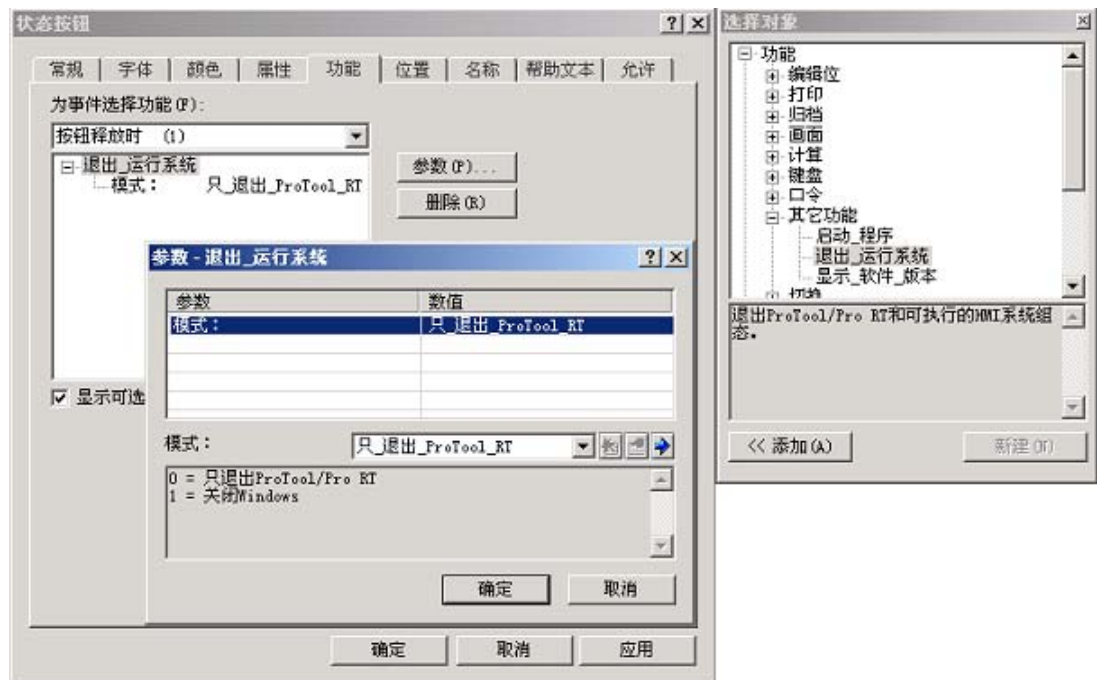 状态按钮
常规
字体
颜色
属性
功能
位置
名称
帮助文本
允许
为事件选择功能(F):
按钮释放时 (1)
退出_运行系统
模式: 只_退出_ProTool_RT
参数(P)...
删除(R)
显示可选
参数-退出_运行系统
参数 数值
模式: 只_退出_ProTool_RT
模式: 只_退出_ProTool_RT
0 = 只退出ProTool/Pro RT
1 = 关闭Windows
确定
取消
确定
取消
应用
选择对象
功能
编辑位
打印
归档
画面
计算
键盘
口令
其它功能
启动_程序
退出_运行系统
显示_软件_版本
切换
退出ProTool/Pro RT和可执行的HMI系统组
态。
<< 添加(A)
新建(N)